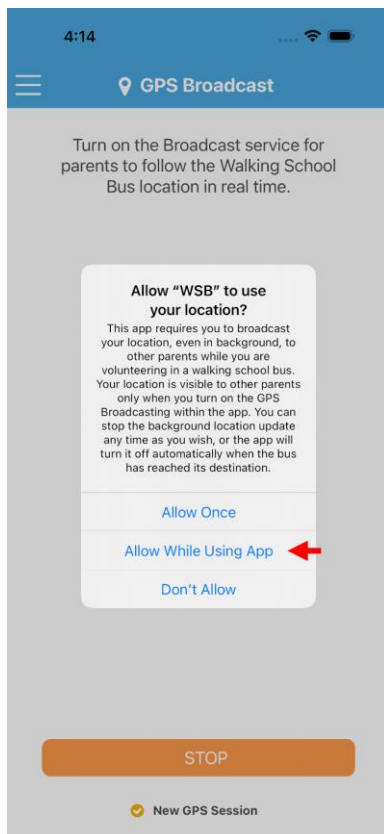 4:14
GPS Broadcast
Turn on the Broadcast service for
parents to follow the Walking School
Bus location in real time.
Allow “WSB” to use
your location?
This app requires you to broadcast
your location, even in background, to
other parents while you are
volunteering in a walking school bus.
Your location is visible to other parents
only when you turn on the GPS
Broadcasting within the app. You can
stop the background location update
any time as you wish, or the app will
turn it off automatically when the bus
has reached its destination.
Allow Once
Allow While Using App
Don’t Allow
STOP
New GPS Session